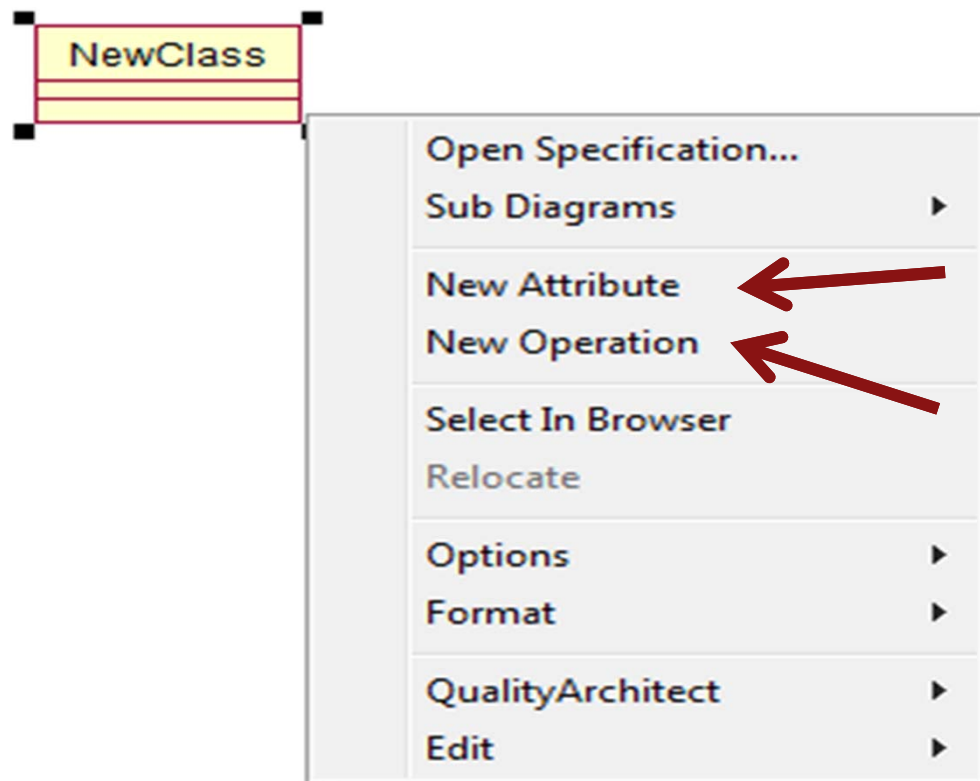 NewClass
Open Specification...
Sub Diagrams
New Attribute
New Operation
Select In Browser
Relocate
Options
Format
QualityArchitect
Edit